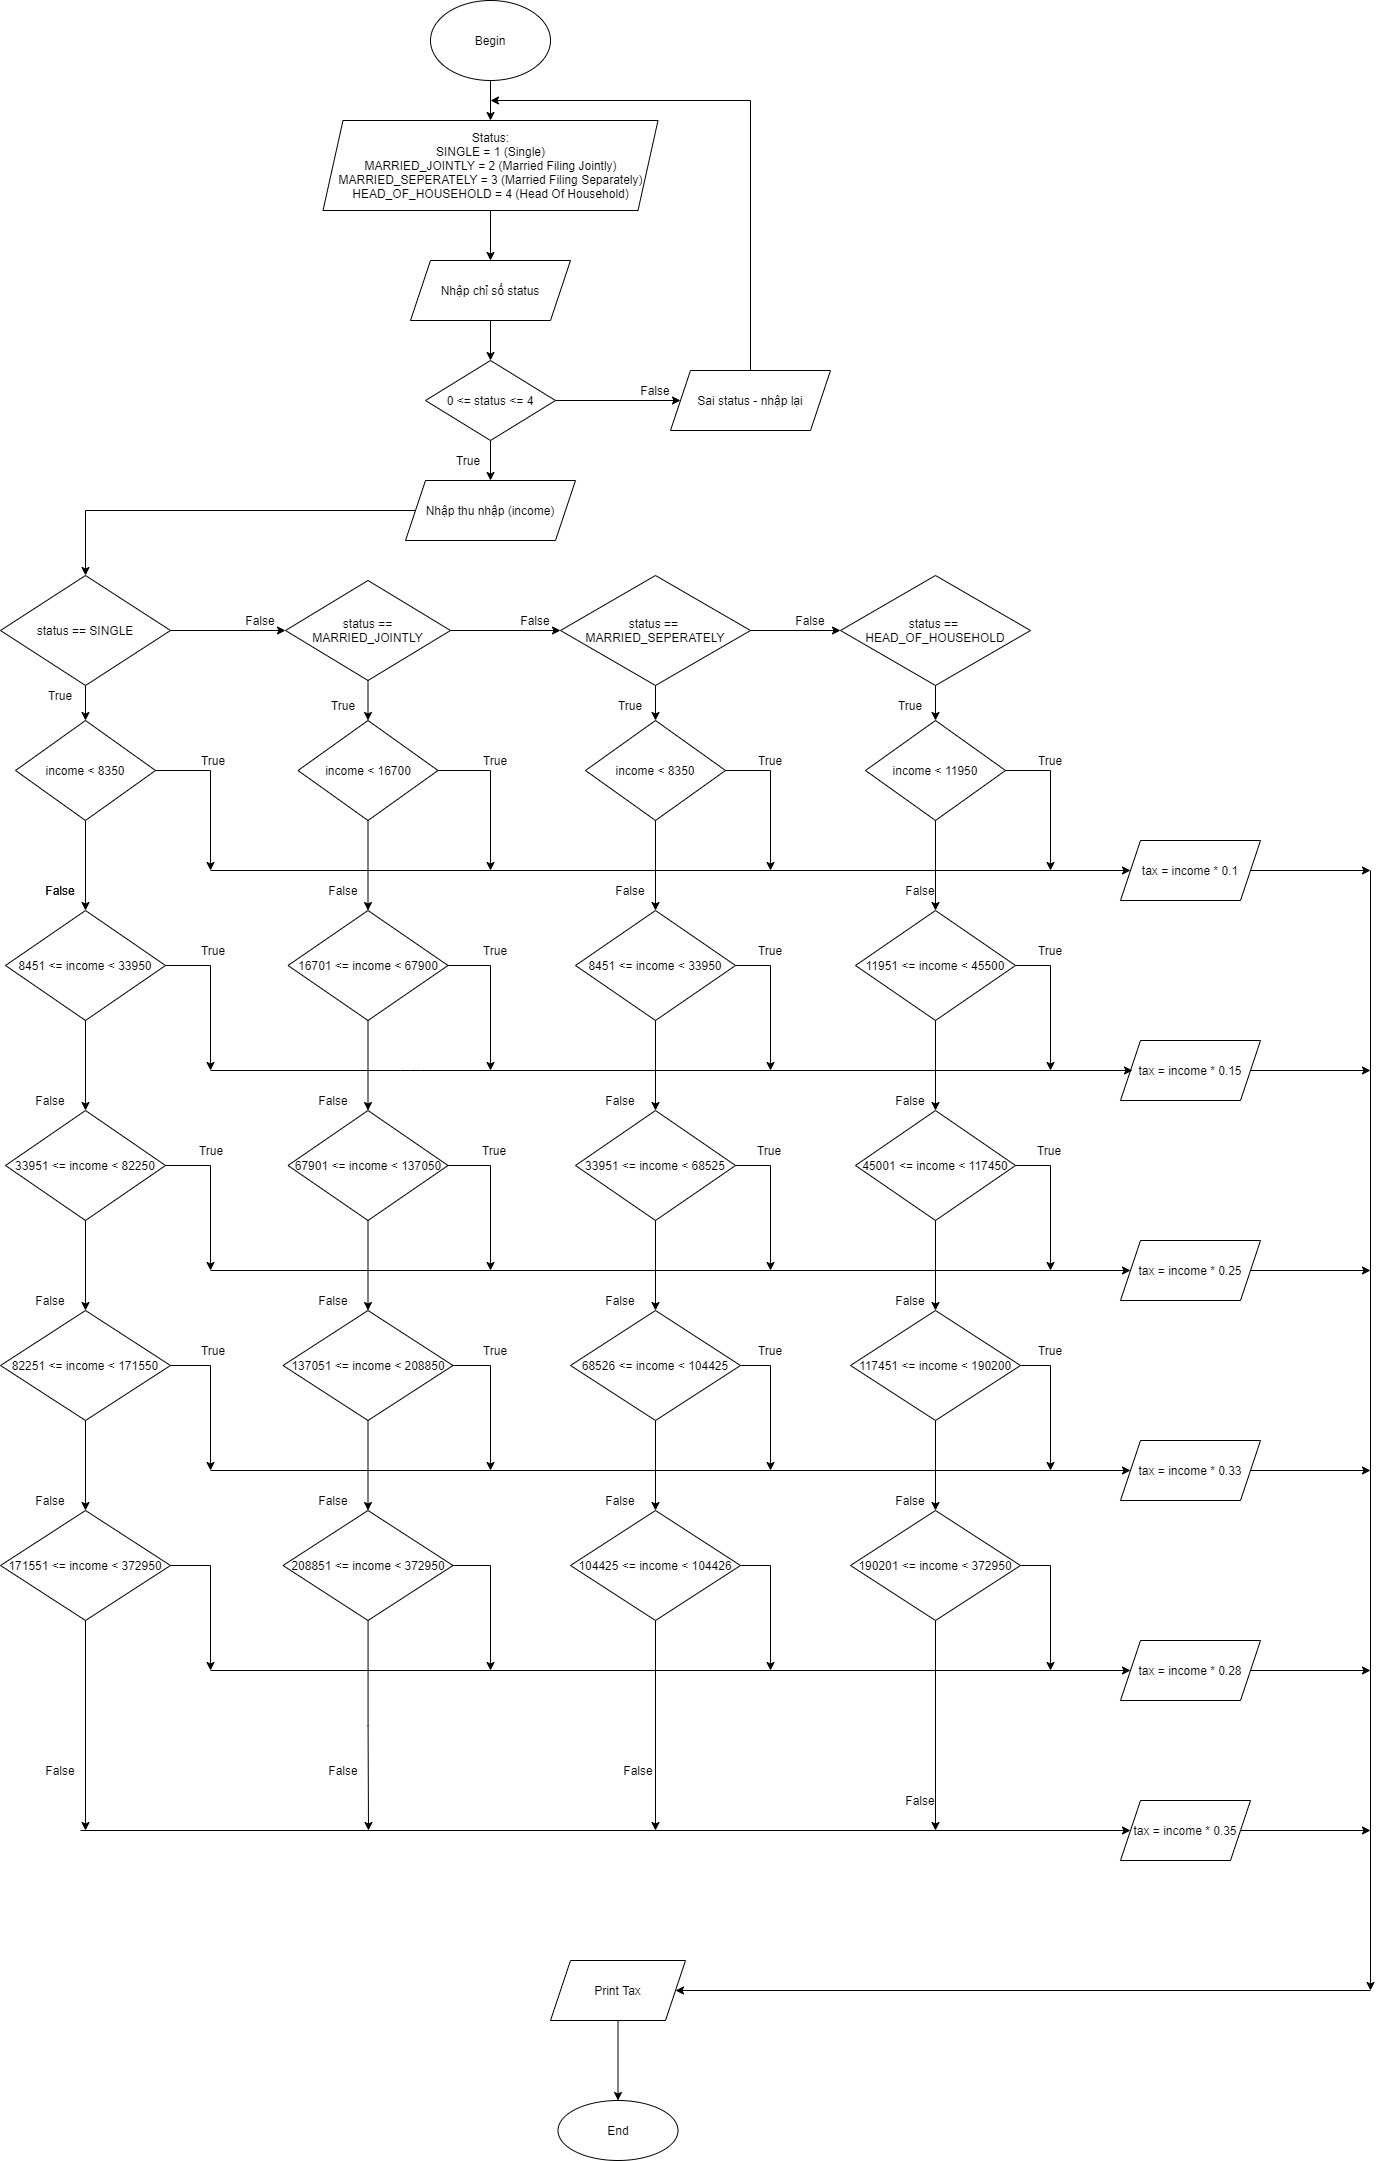 Begin
Status:
SINGLE = 1 (Single)
MARRIED_JOINTLY = 2 (Married Filing Jointly)
MARRIED_SEPERATELY = 3 (Married Filing Separately)
HEAD_OF_HOUSEHOLD = 4 (Head Of Household)
Nhập chỉ số status
0 <= status <= 4
False
Sai status - nhập lại
True
Nhập thu nhập (income)
status == SINGLE
False
status ==
MARRIED_JOINTLY
False
status ==
MARRIED_SEPERATELY
False
status ==
HEAD_OF_HOUSEHOLD
True
True
True
True
income < 8350
True
income < 16700
True
income < 8350
True
income < 11950
True
tax = income * 0.1
False
False
False
False
8451 <= income < 33950
True
16701 <= income < 67900
True
8451 <= income < 33950
True
11951 <= income < 45500
True
tax = income * 0.15
False
False
False
False
33951 <= income < 82250
True
67901 <= income < 137050
True
33951 <= income < 68525
True
45001 <= income < 117450
True
tax = income * 0.25
False
False
False
False
82251 <= income < 171550
True
137051 <= income < 208850
True
68526 <= income < 104425
True
117451 <= income < 190200
True
tax = income * 0.33
False
False
False
False
171551 <= income < 372950
208851 <= income < 372950
104425 <= income < 104426
190201 <= income < 372950
tax = income * 0.28
False
False
False
False
tax = income * 0.35
Print Tax
End